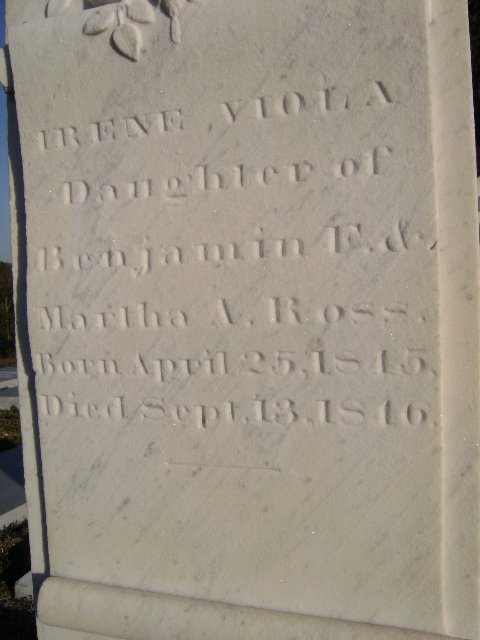 IRENE VIOLA
Daughter of
Benjamin F. &
Martha A. Ross.
Born April 25, 1845,
Died Sept. 13, 1846.